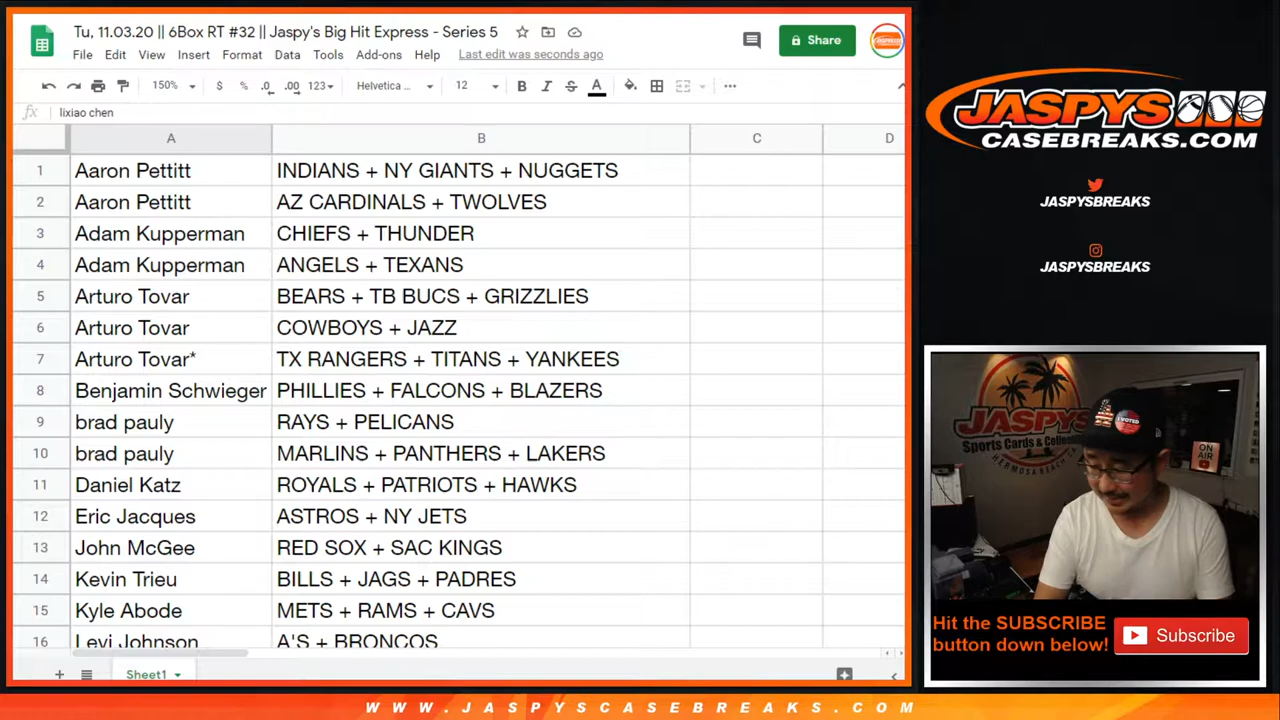 Tu, 11.03.20 || 6Box RT #32 || Jaspy's Big Hit Express - Series 5
File Edit View Insert Format Data Tools Add-ons Help Last edit was seconds ago
Share
150% $ % .0 .00 123 Helvetica ... 12 B I S A
fx lixiao chen
A B C D
1 Aaron Pettitt INDIANS + NY GIANTS + NUGGETS
2 Aaron Pettitt AZ CARDINALS + TWOLVES
3 Adam Kupperman CHIEFS + THUNDER
4 Adam Kupperman ANGELS + TEXANS
5 Arturo Tovar BEARS + TB BUCS + GRIZZLIES
6 Arturo Tovar COWBOYS + JAZZ
7 Arturo Tovar* TX RANGERS + TITANS + YANKEES
8 Benjamin Schwieger PHILLIES + FALCONS + BLAZERS
9 brad pauly RAYS + PELICANS
10 brad pauly MARLINS + PANTHERS + LAKERS
11 Daniel Katz ROYALS + PATRIOTS + HAWKS
12 Eric Jacques ASTROS + NY JETS
13 John McGee RED SOX + SAC KINGS
14 Kevin Trieu BILLS + JAGS + PADRES
15 Kyle Abode METS + RAMS + CAVS
16 Levi Johnson A'S + BRONCOS
Sheet1
JASPYS
CASEBREAKS.COM
JASPYSBREAKS
JASPYSBREAKS
JASPYS
Sports Cards & Collectibles
HERMOSA BEACH
I VOTED
ON AIR
Hit the SUBSCRIBE
button down below!
Subscribe
WWW.JASPYSCASEBREAKS.COM